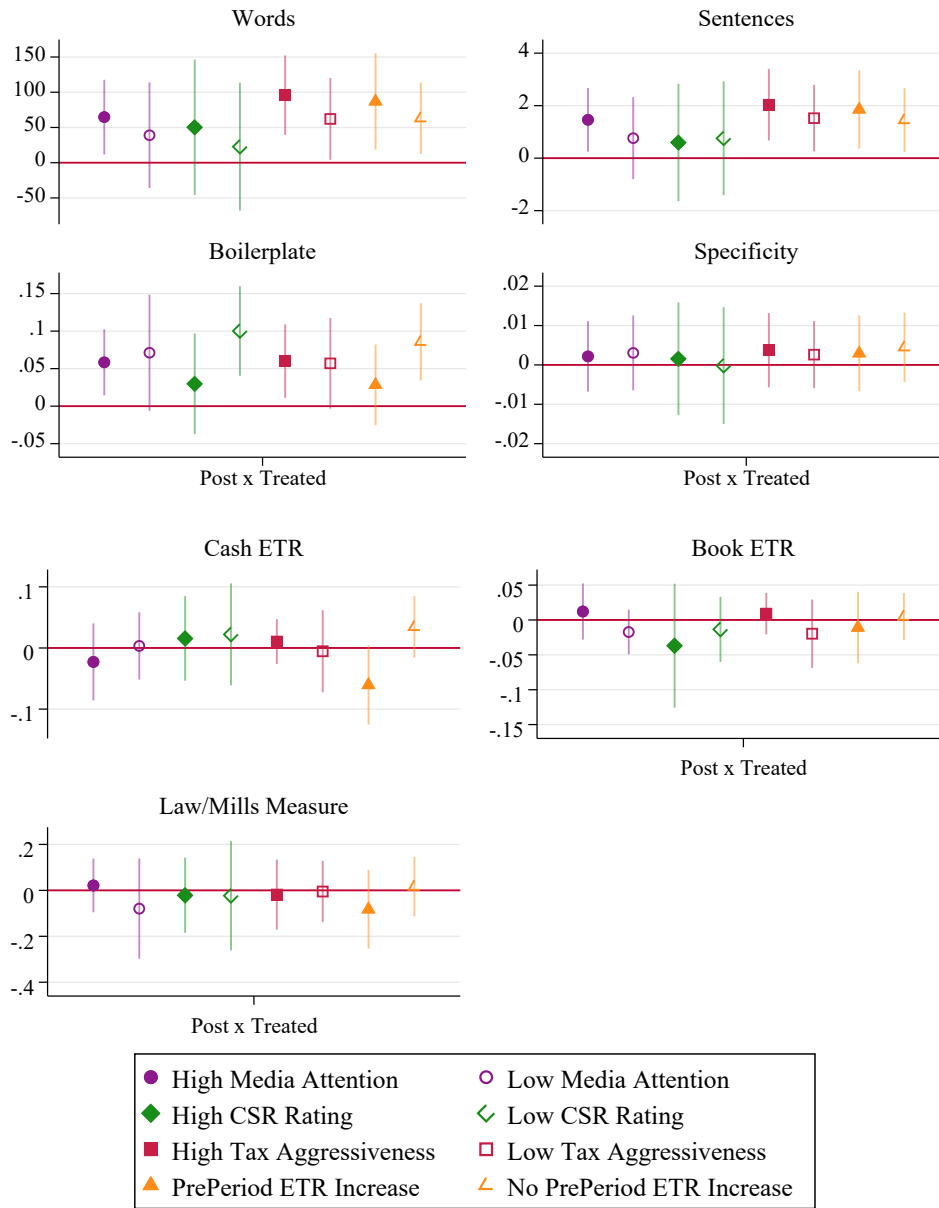 Words
150
100
50
0
-50
Sentences
4
2
0
-2
Boilerplate
.15
.1
.05
0
-.05
Post x Treated
Specificity
.02
.01
0
-.01
-.02
Post x Treated
Cash ETR
.1
0
-.1
Book ETR
.05
0
-.05
-.1
-.15
Post x Treated
Law/Mills Measure
.2
0
-.2
-.4
Post x Treated
High Media Attention
Low Media Attention
High CSR Rating
Low CSR Rating
High Tax Aggressiveness
Low Tax Aggressiveness
PrePeriod ETR Increase
No PrePeriod ETR Increase